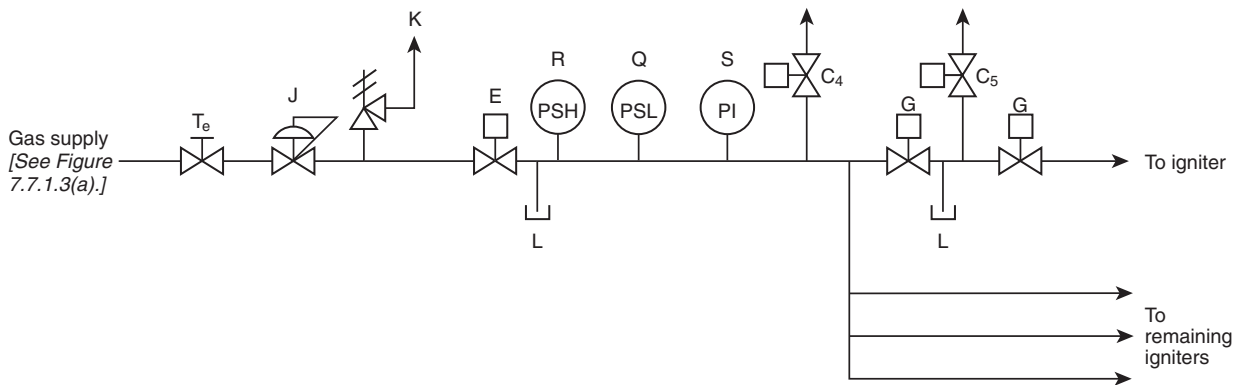 K
R
Q
S
J
E
C4
C5
G
G
Te
PSH
PSL
PI
Gas supply
[See Figure
7.7.1.3(a).]
To igniter
L
L
To
remaining
igniters